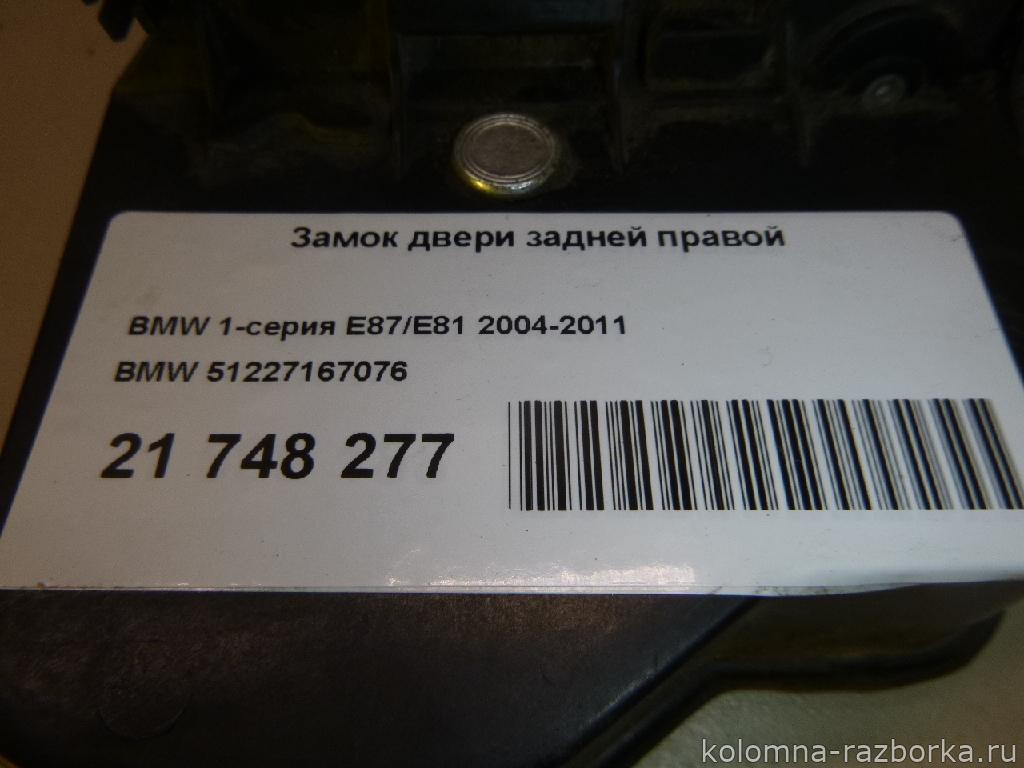 Замок двери задней правой
BMW 1-серия E87/E81 2004-2011
BMW 51227167076
21 748 277
kolomna-razborka.ru